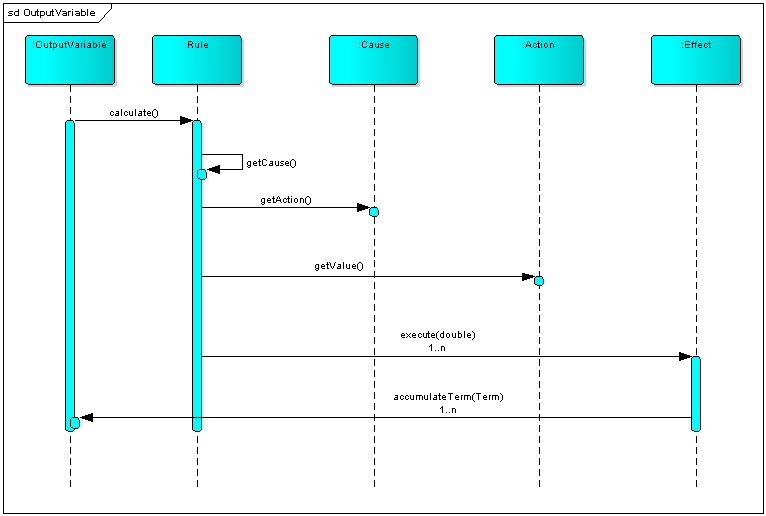 sd OutputVariable
:OutputVariable
:Rule
:Cause
:Action
:Effect
calculate()
getCause()
getAction()
getValue()
execute(double)
1..n
accumulateTerm(Term)
1..n